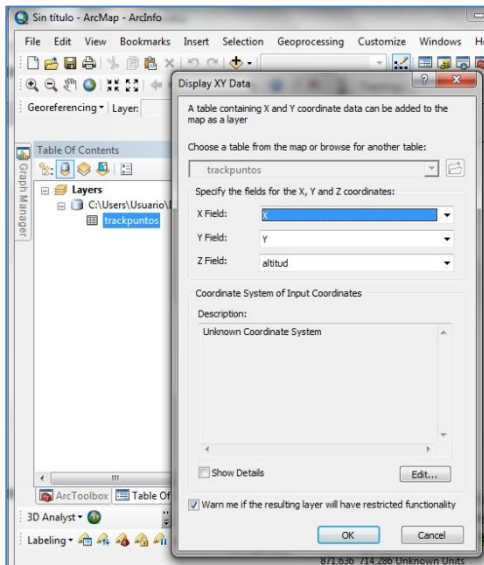 Sin título - ArcMap - ArcInfo
File Edit View Bookmarks Insert Selection Geoprocessing Customize Windows
Georeferencing Layer:
Display XY Data
A table containing X and Y coordinate data can be added to the
map as a layer
Choose a table from the map or browse for another table:
trackpuntos
Specify the fields for the X, Y and Z coordinates:
X Field: X
Y Field: Y
Z Field: altitud
Coordinate System of Input Coordinates
Description:
Unknown Coordinate System
Show Details
Edit...
Warn me if the resulting layer will have restricted functionality
OK Cancel
Table Of Contents
Graph Manager
Layers
C:\Users\Usuario\
trackpuntos
ArcToolbox Table Of
3D Analyst
Labeling
871,636 714,286 Unknown Units